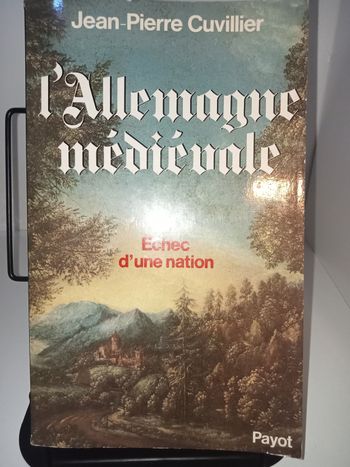 Jean-Pierre Cuvillier
l'Allemagne
médiévale
Echec
d'une nation
Payot